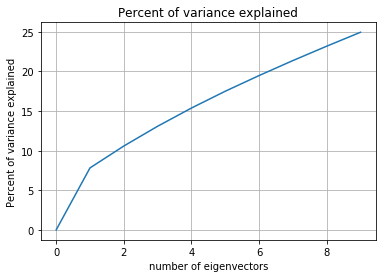 Percent of variance explained
Percent of variance explained
25
20
15
10
5
0
0 2 4 6 8
number of eigenvectors